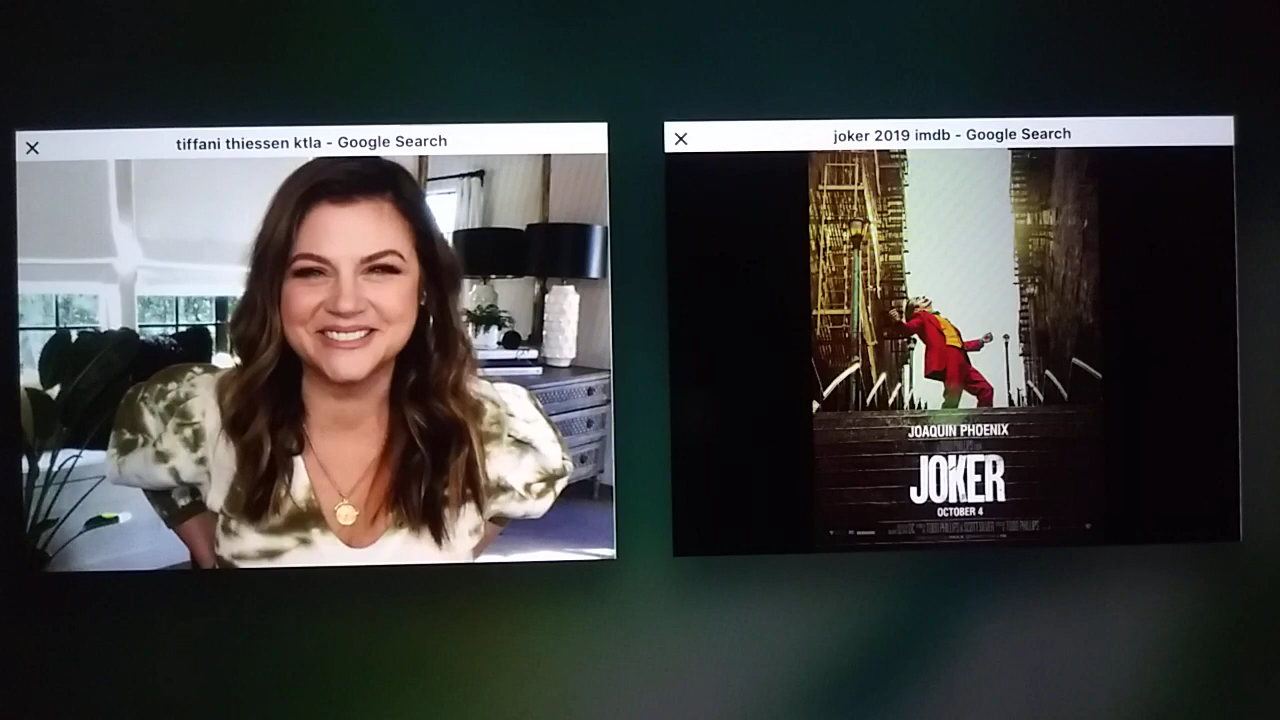 tiffani thiessen ktla - Google Search
joker 2019 imdb - Google Search
JOAQUIN PHOENIX
JOKER
OCTOBER 4